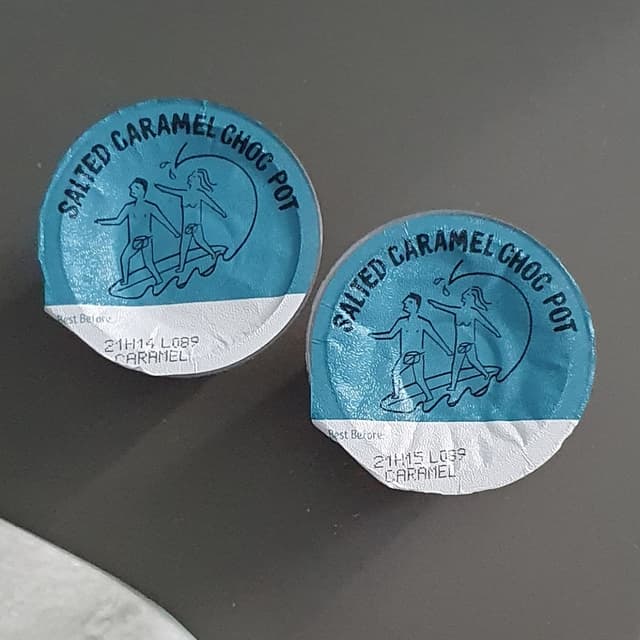 SALTED CARAMEL CHOC POT
Best Before:
21H14 L089
CARAMEL
SALTED CARAMEL CHOC POT
Best Before:
21H15 L089
CARAMEL